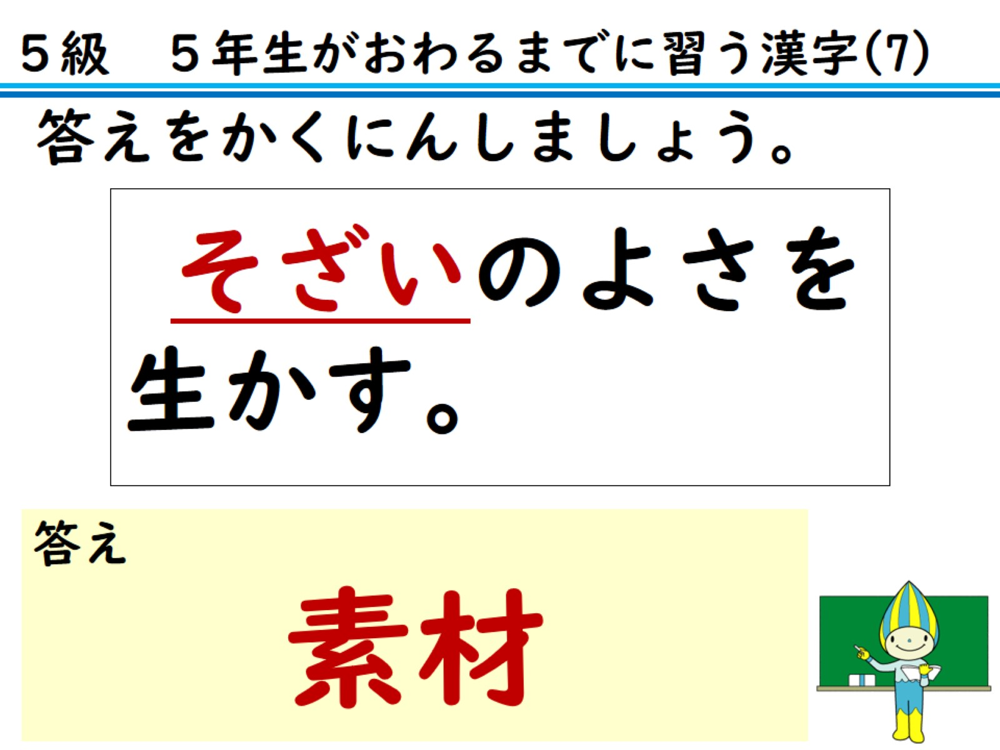 ５級　５年生がおわるまでに習う漢字(7)
答えをかくにんしましょう。
そざいのよさを
生かす。
答え
素材